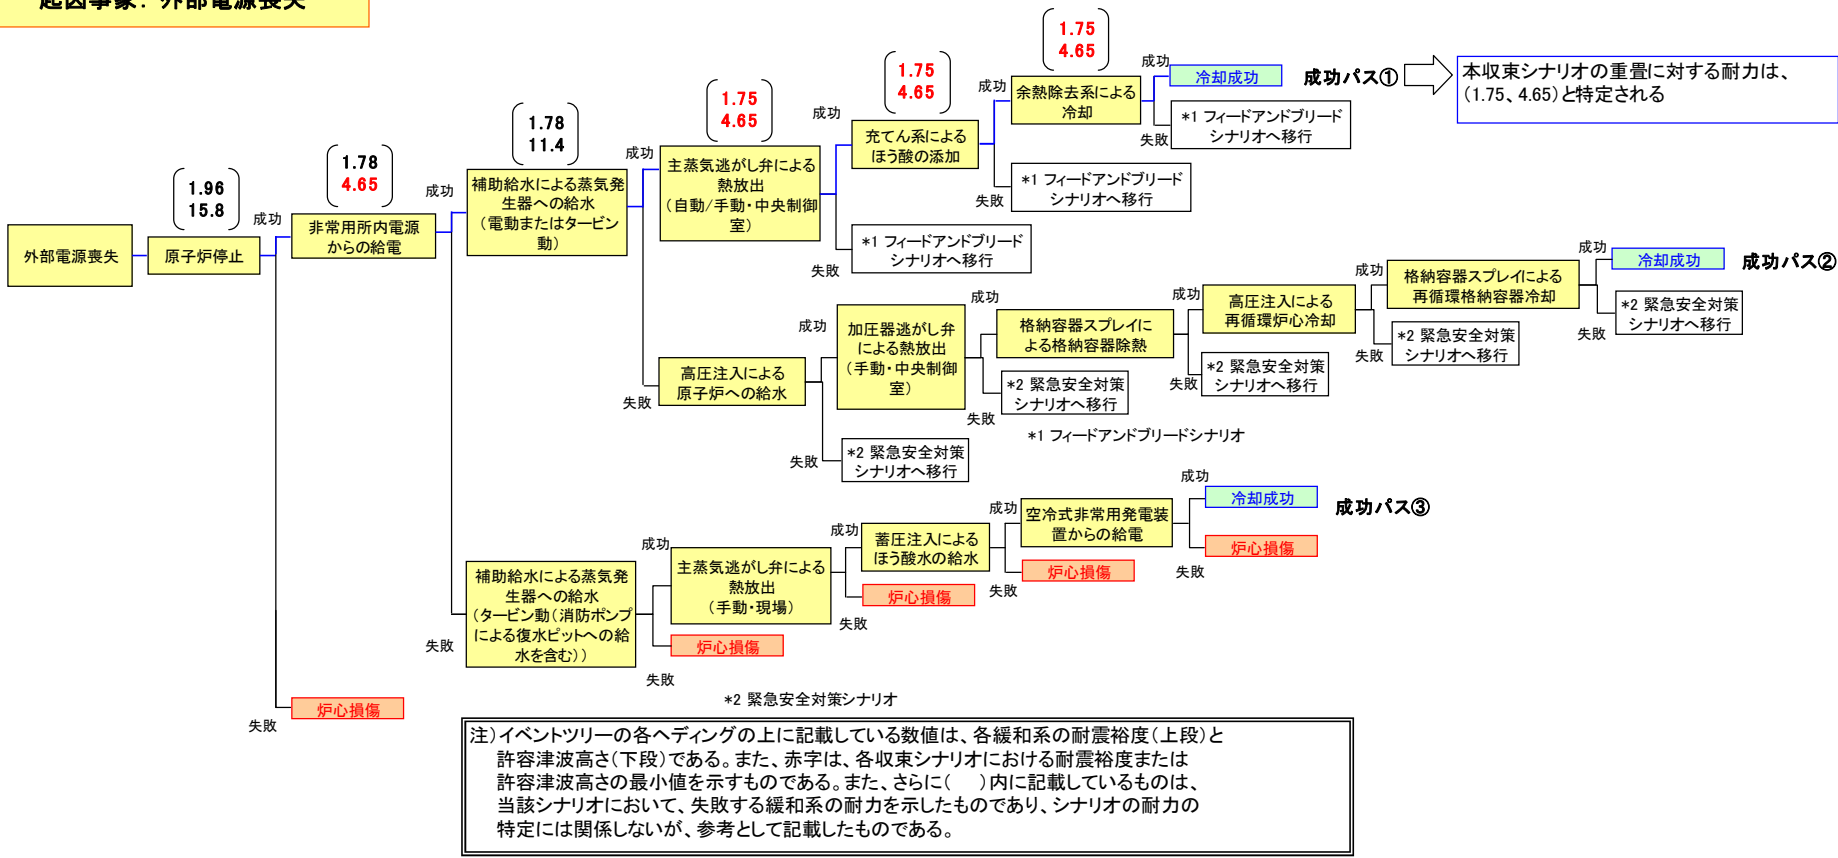 起因事象：外部電源喪失
1.96
15.8
1.78
4.65
1.78
11.4
1.75
4.65
1.75
4.65
1.75
4.65
外部電源喪失
原子炉停止
成功
失敗
炉心損傷
非常用所内電源
からの給電
成功
失敗
補助給水による蒸気発
生器への給水
（電動またはタービン
動）
成功
失敗
主蒸気逃がし弁による
熱放出
（自動/手動・中央制御
室）
成功
失敗
*1 フィードアンドブリード
シナリオへ移行
充てん系による
ほう酸の添加
成功
失敗
*1 フィードアンドブリード
シナリオへ移行
余熱除去系による
冷却
成功
失敗
*1 フィードアンドブリード
シナリオへ移行
冷却成功
成功パス①
本収束シナリオの重畳に対する耐力は、
（1.75、4.65）と特定される
高圧注入による
原子炉への給水
成功
失敗
*2 緊急安全対策
シナリオへ移行
加圧器逃がし弁
による熱放出
（手動・中央制御
室）
成功
失敗
*2 緊急安全対策
シナリオへ移行
格納容器スプレイに
よる格納容器除熱
成功
失敗
*2 緊急安全対策
シナリオへ移行
高圧注入による
再循環炉心冷却
成功
失敗
*2 緊急安全対策
シナリオへ移行
格納容器スプレイによる
再循環格納容器冷却
成功
失敗
*2 緊急安全対策
シナリオへ移行
冷却成功
成功パス②
*1 フィードアンドブリードシナリオ
補助給水による蒸気発
生器への給水
（タービン動（消防ポンプ
による復水ピットへの給
水を含む））
成功
失敗
炉心損傷
主蒸気逃がし弁による
熱放出
（手動・現場）
成功
失敗
炉心損傷
蓄圧注入による
ほう酸水の給水
成功
失敗
炉心損傷
空冷式非常用発電装
置からの給電
成功
失敗
炉心損傷
冷却成功
成功パス③
*2 緊急安全対策シナリオ
注）イベントツリーの各ヘディングの上に記載している数値は、各緩和系の耐震裕度（上段）と
許容津波高さ（下段）である。また、赤字は、各収束シナリオにおける耐震裕度または
許容津波高さの最小値を示すものである。また、さらに（　）内に記載しているものは、
当該シナリオにおいて、失敗する緩和系の耐力を示したものであり、シナリオの耐力の
特定には関係しないが、参考として記載したものである。